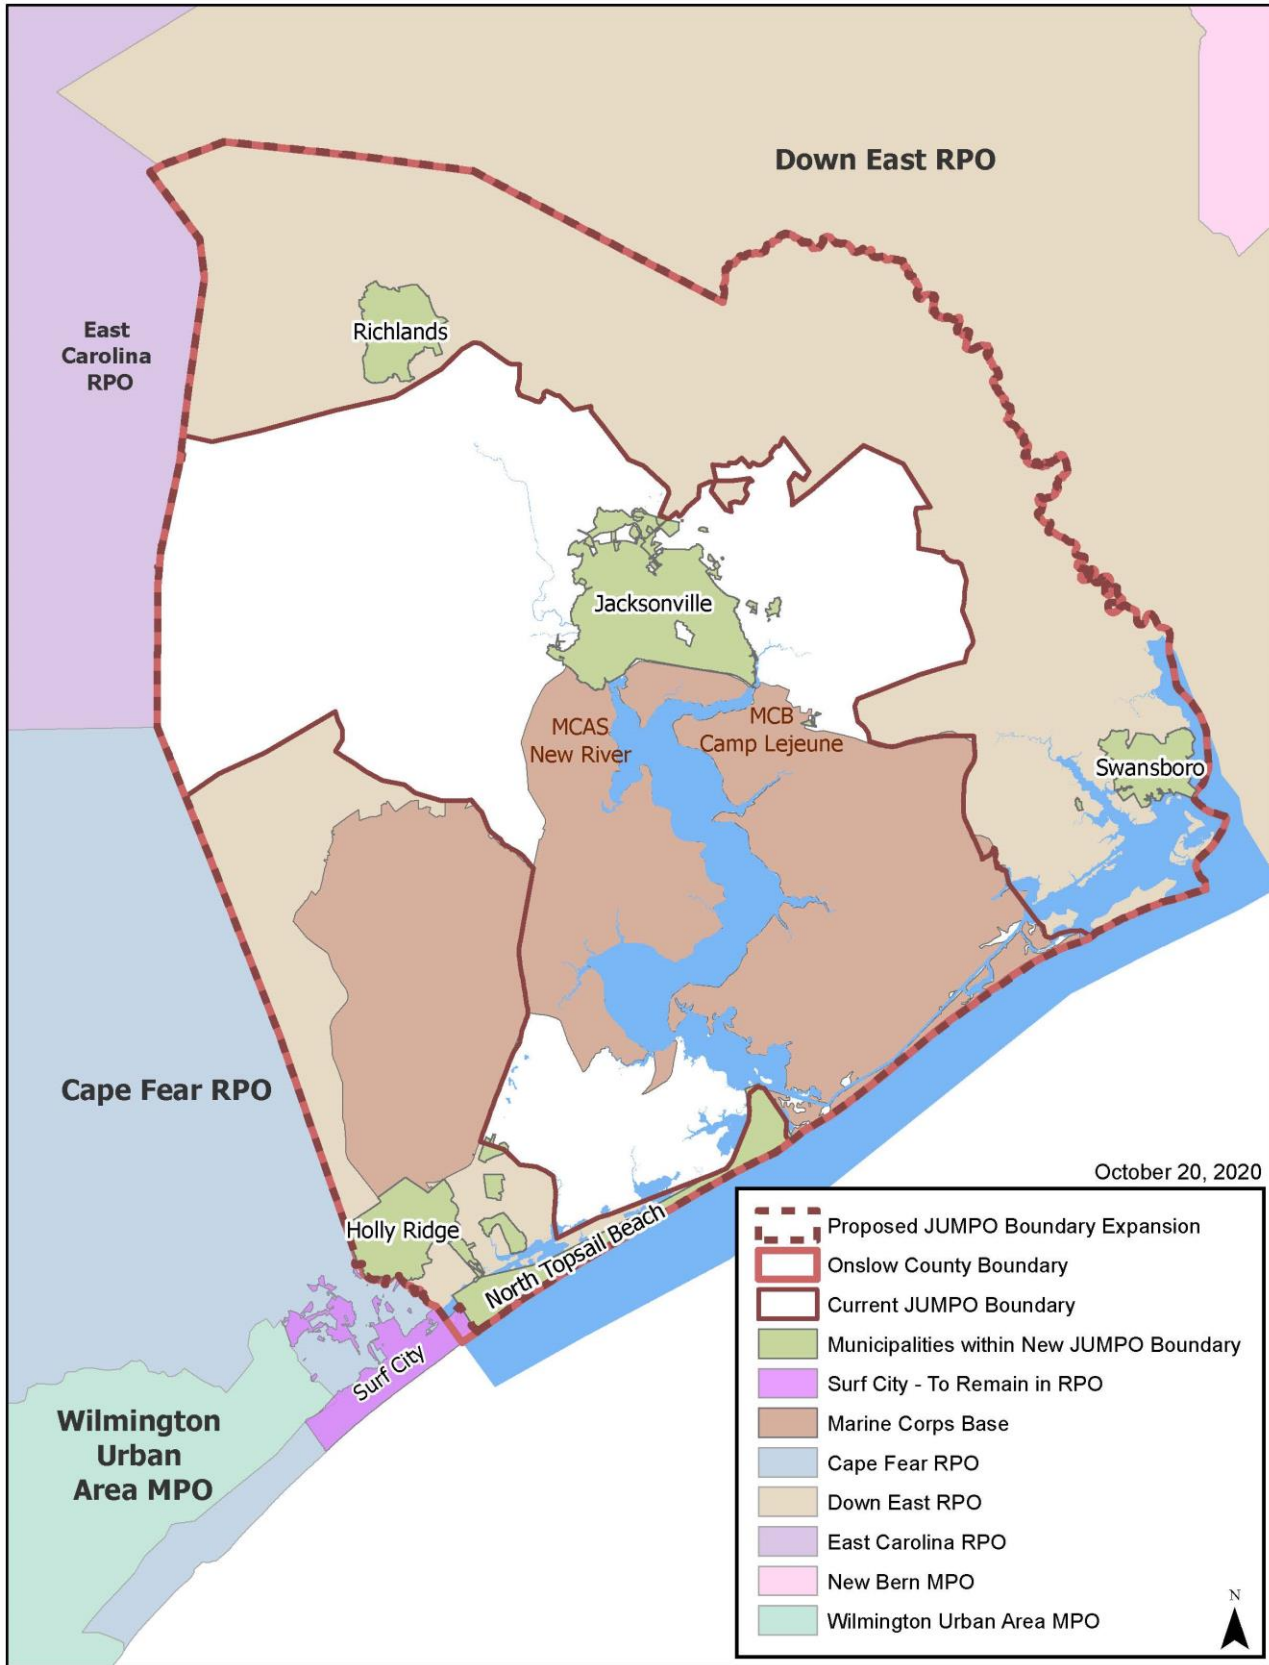 Down East RPO
East
Carolina
RPO
Richlands
Jacksonville
MCAS
New River
MCB
Camp Lejeune
Swansboro
Cape Fear RPO
Holly Ridge
North Topsail Beach
Surf City
Wilmington
Urban
Area MPO
October 20, 2020
Proposed JUMPO Boundary Expansion
Onslow County Boundary
Current JUMPO Boundary
Municipalities within New JUMPO Boundary
Surf City - To Remain in RPO
Marine Corps Base
Cape Fear RPO
Down East RPO
East Carolina RPO
New Bern MPO
Wilmington Urban Area MPO
N